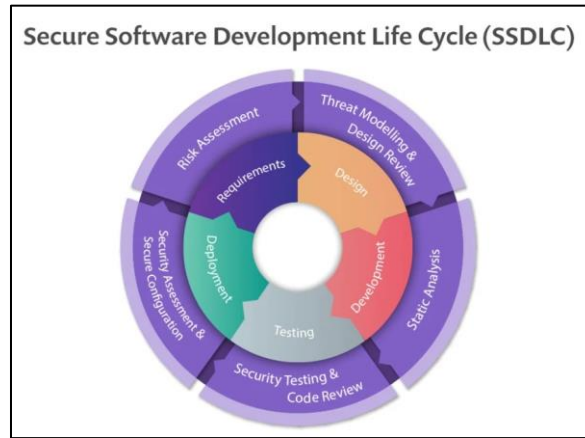 Secure Software Development Life Cycle (SSDLC)
Risk Assessment
Threat Modelling &
Design Review
Requirements
Design
Security Assessment &
Secure Configuration
Deployment
Development
Static Analysis
Testing
Security Testing &
Code Review